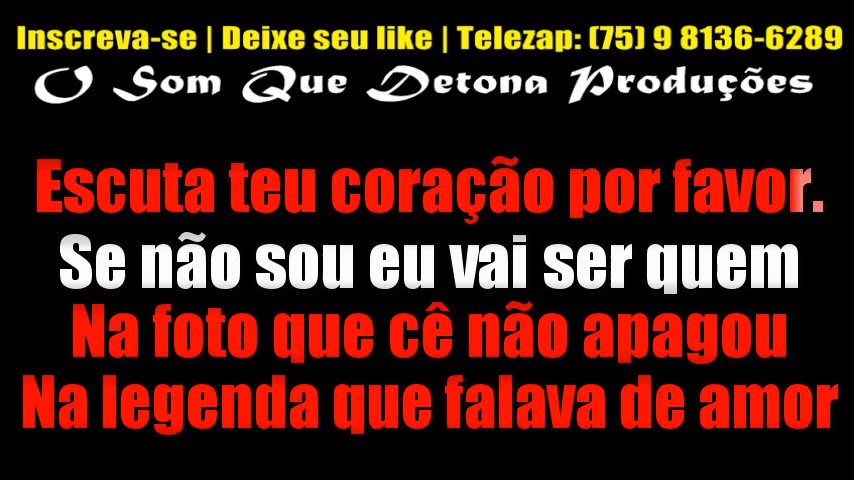 Inscreva-se | Deixe seu like | Telezap: (75) 9 8136-6289
O Som Que Detona Produções
Escuta teu coração por favor.
Se não sou eu vai ser quem
Na foto que cê não apagou
Na legenda que falava de amor